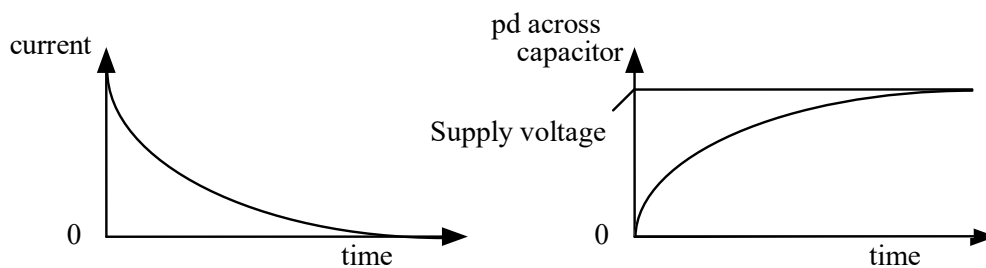 current
0
time
pd across
capacitor
Supply voltage
0
time